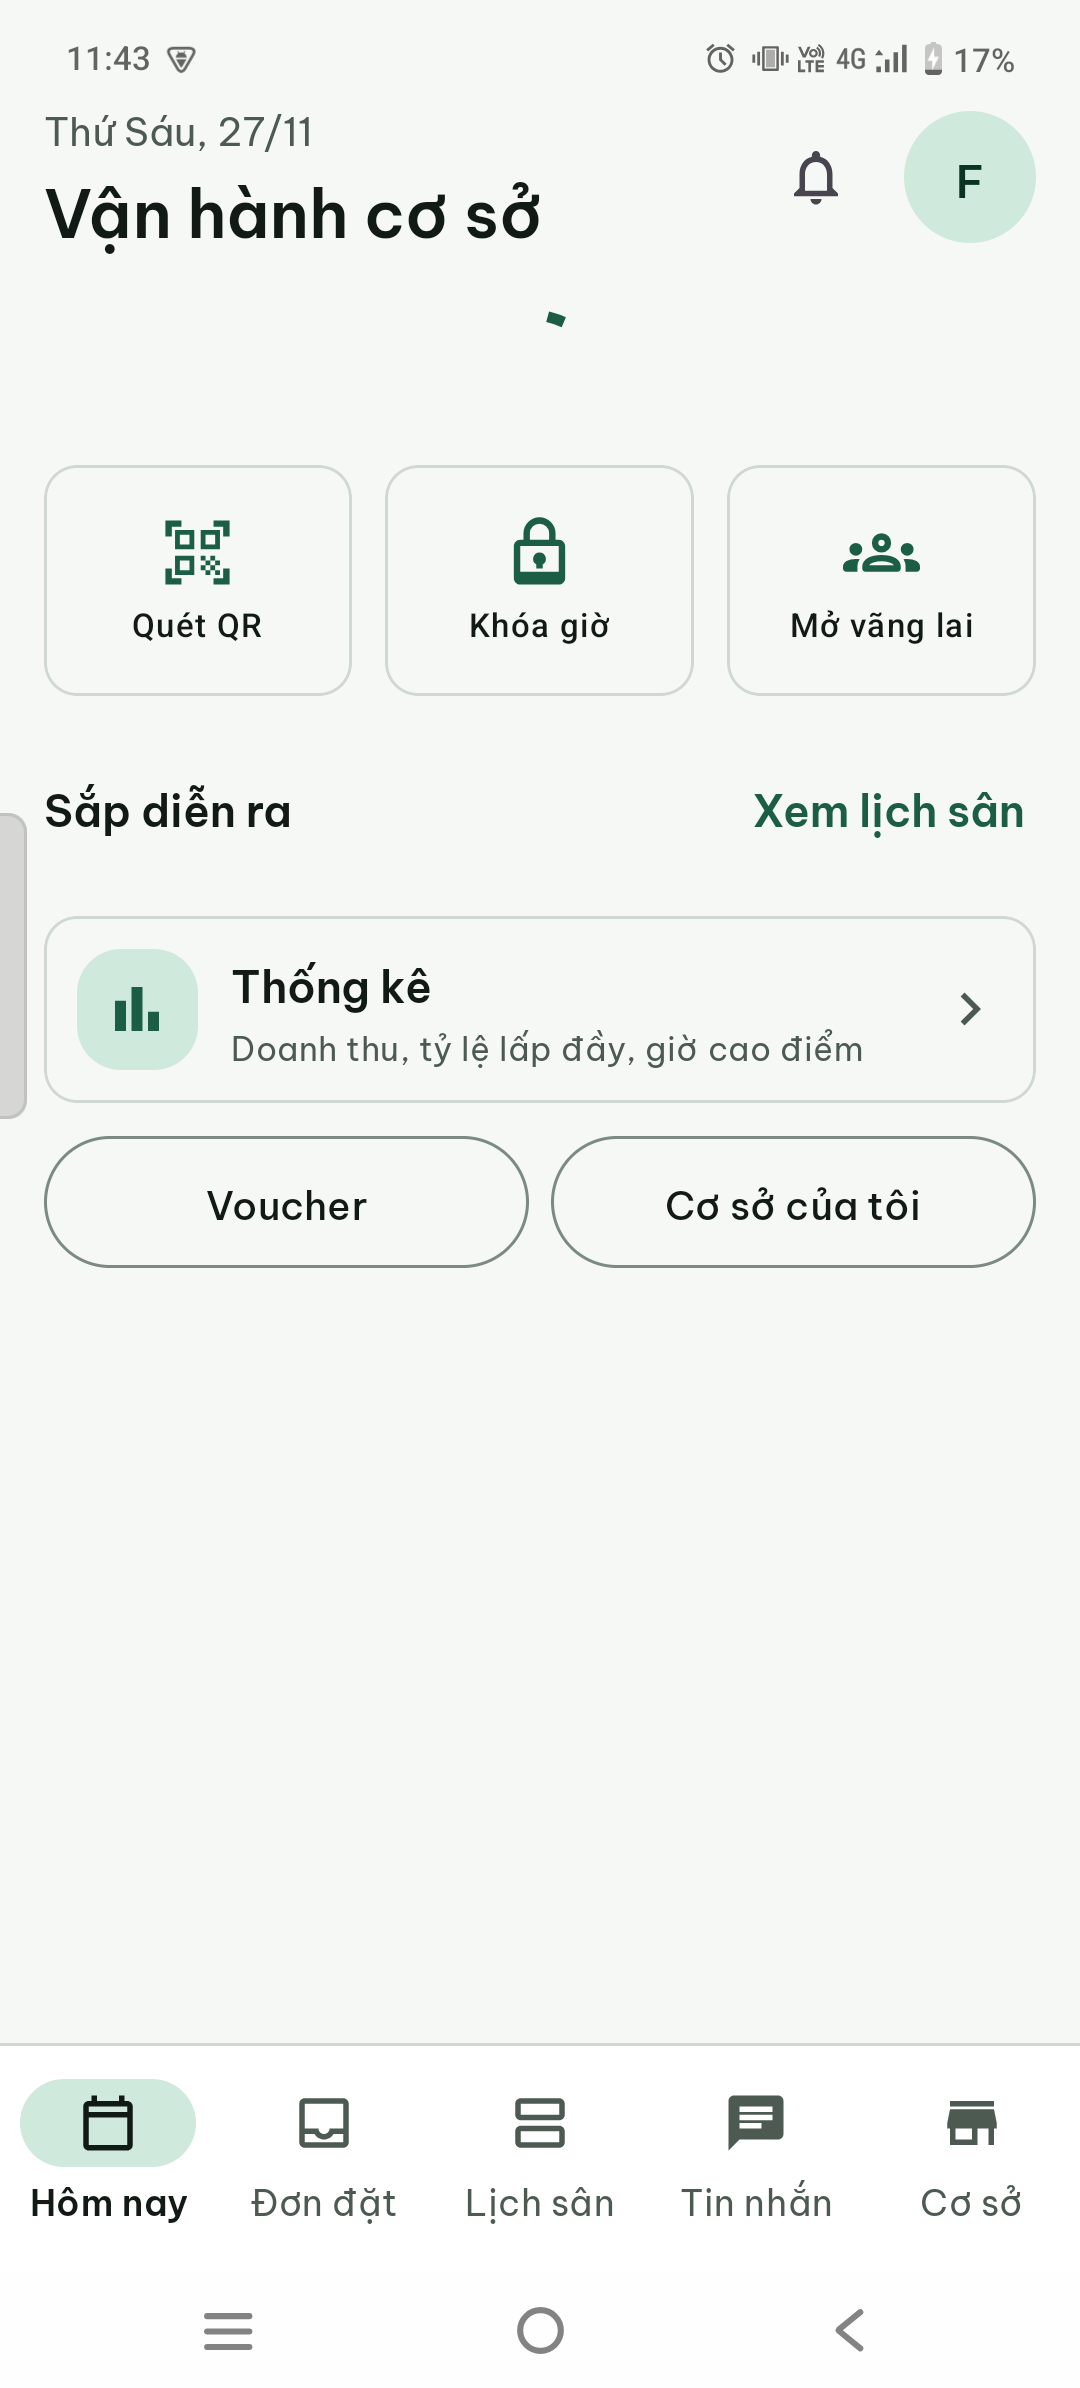 11:43
VoLTE 4G 17%
Thứ Sáu, 27/11
Vận hành cơ sở
F
Quét QR
Khóa giờ
Mở vãng lai
Sắp diễn ra
Xem lịch sân
Thống kê
Doanh thu, tỷ lệ lấp đầy, giờ cao điểm
Voucher
Cơ sở của tôi
Hôm nay
Đơn đặt
Lịch sân
Tin nhắn
Cơ sở